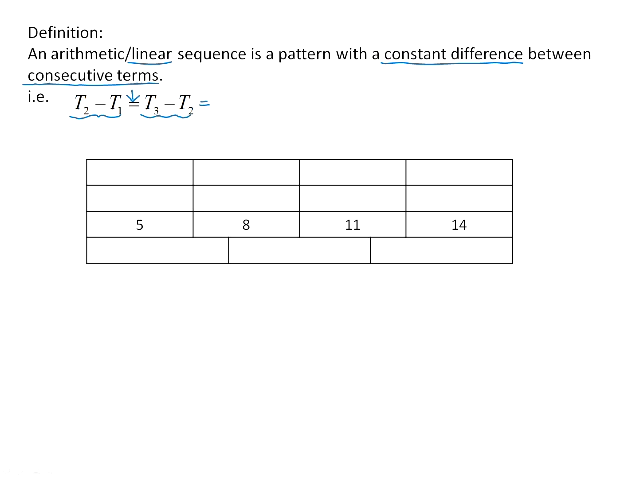 Definition:
An arithmetic/linear sequence is a pattern with a constant difference between
consecutive terms.
i.e. T₂ – T₁ = T₃ – T₂ =
5 8 11 14